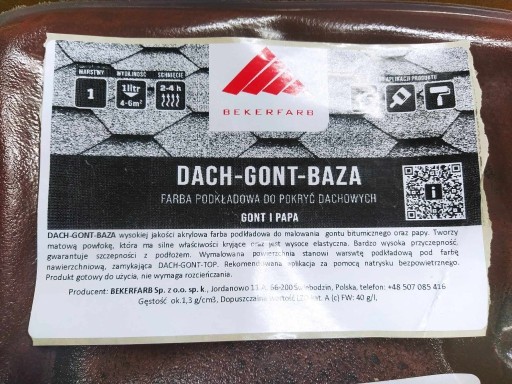 WARSTWY WYDAJNOŚĆ SCHNIĘCIE
1 1litr 4-6m² 2-4 h
APLIKACJI PRODUKTU
BEKERFARB
DACH-GONT-BAZA
FARBA PODKŁADOWA DO POKRYĆ DACHOWYCH
GONT I PAPA
DACH-GONT-BAZA wysokiej jakości akrylowa farba podkładowa do malowania gontu bitumicznego oraz papy. Tworzy
matową powłokę, która ma silne właściwości kryjące oraz jest wysoce elastyczna. Bardzo wysoka przyczepność,
gwarantuje szczepności z podłożem. Wymalowana powierzchnia stanowi warstwę podkładową pod farbę
nawierzchniową, zamykająca DACH-GONT-TOP. Rekomendowana aplikacja za pomocą natrysku bezpowietrznego.
Produkt gotowy do użycia, nie wymaga rozcieńczania.
Producent: BEKERFARB Sp. z o.o. sp. k., Jordanowo 13 A, 66-200 Świebodzin, Polska, telefon: +48 507 085 416
Gęstość ok.1,3 g/cm3, Dopuszczalna wartość LZO kat. A (c) FW: 40 g/l,